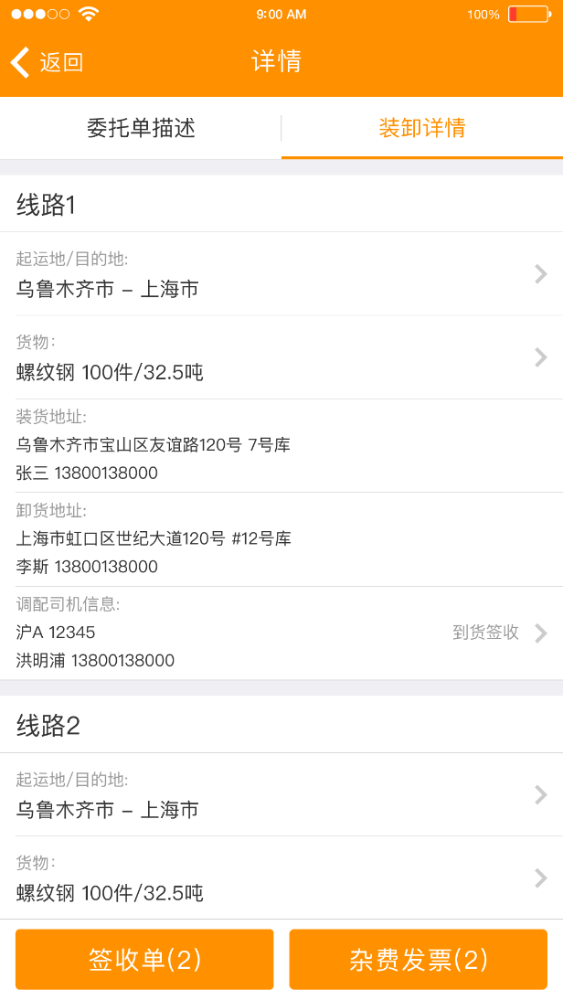 9:00 AM 100%
返回 详情
委托单描述 装卸详情
线路1
起运地/目的地:
乌鲁木齐市 – 上海市
货物:
螺纹钢 100件/32.5吨
装货地址:
乌鲁木齐市宝山区友谊路120号 7号库
张三 13800138000
卸货地址:
上海市虹口区世纪大道120号 #12号库
李斯 13800138000
调配司机信息:
沪A 12345
到货签收
洪明浦 13800138000
线路2
起运地/目的地:
乌鲁木齐市 – 上海市
货物:
螺纹钢 100件/32.5吨
签收单(2) 杂费发票(2)